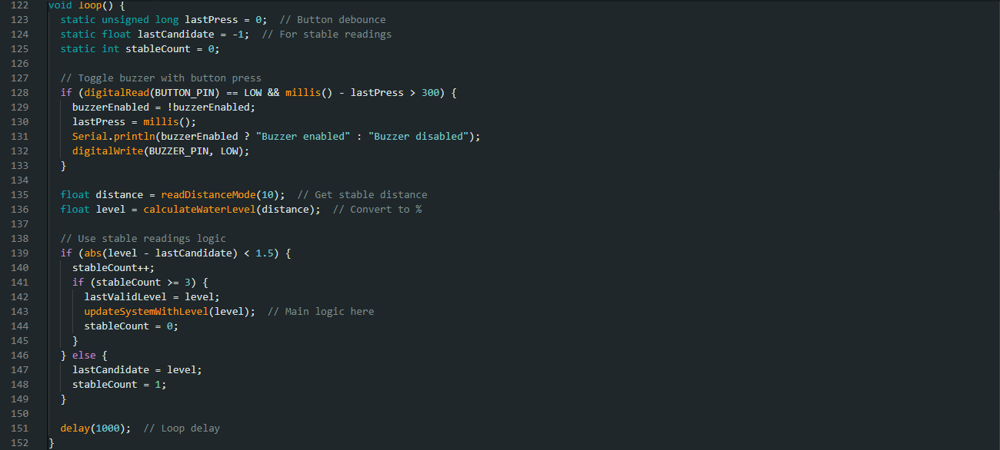 122 void loop() {
123   static unsigned long lastPress = 0;  // Button debounce
124   static float lastCandidate = -1;  // For stable readings
125   static int stableCount = 0;
126
127   // Toggle buzzer with button press
128   if (digitalRead(BUTTON_PIN) == LOW && millis() - lastPress > 300) {
129     buzzerEnabled = !buzzerEnabled;
130     lastPress = millis();
131     Serial.println(buzzerEnabled ? "Buzzer enabled" : "Buzzer disabled");
132     digitalWrite(BUZZER_PIN, LOW);
133   }
134
135   float distance = readDistanceMode(10);  // Get stable distance
136   float level = calculateWaterLevel(distance);  // Convert to %
137
138   // Use stable readings logic
139   if (abs(level - lastCandidate) < 1.5) {
140     stableCount++;
141     if (stableCount >= 3) {
142       lastValidLevel = level;
143       updateSystemWithLevel(level);  // Main logic here
144       stableCount = 0;
145     }
146   } else {
147     lastCandidate = level;
148     stableCount = 1;
149   }
150
151   delay(1000);  // Loop delay
152 }